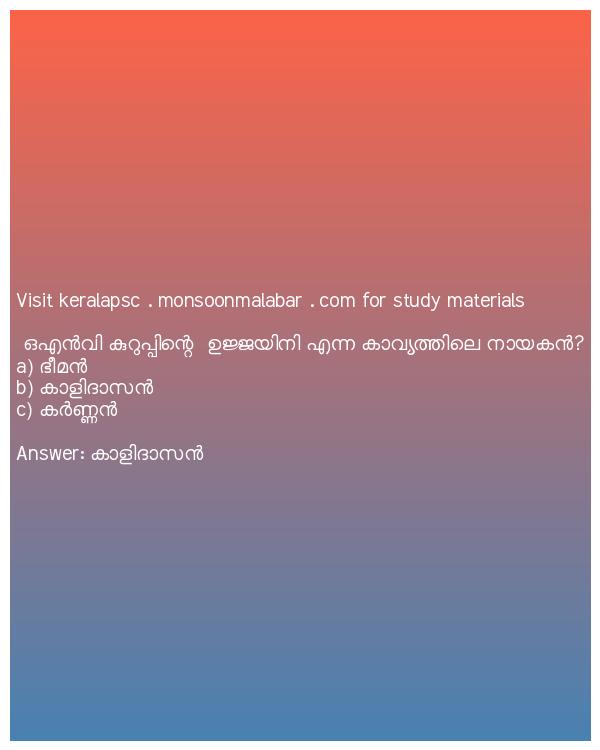 Visit keralapsc . monsoonmalabar . com for study materials
ഒഎൻവി കുറുപ്പിന്റെ ഉജ്ജയിനി എന്ന കാവ്യത്തിലെ നായകൻ?
a) ഭീമൻ
b) കാളിദാസൻ
c) കർണ്ണൻ
Answer: കാളിദാസൻ